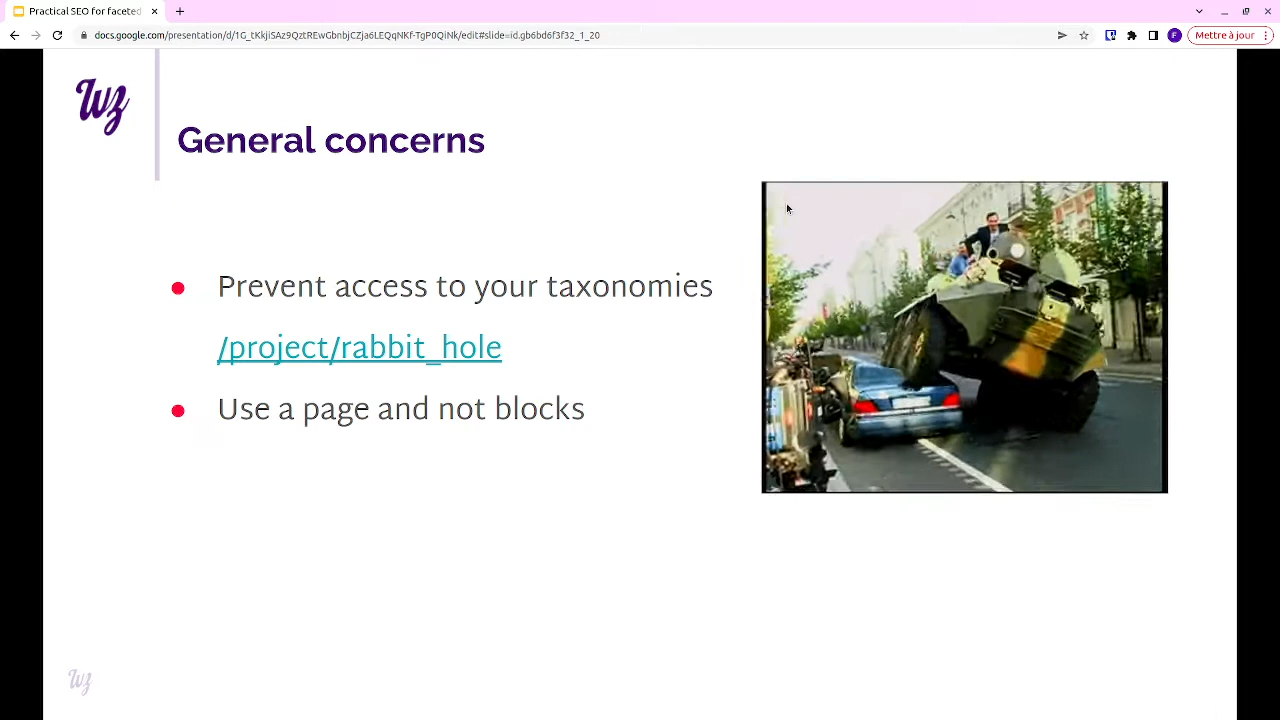 Practical SEO for faceted
docs.google.com/presentation/d/1G_tKkjiSAz9QztREwGbnbjCZja6LEQqNKf-TgP0QiNk/edit#slide=id.gb6bd6f3f32_1_20
F
Mettre à jour
wz
General concerns
Prevent access to your taxonomies
/project/rabbit_hole
Use a page and not blocks
wz